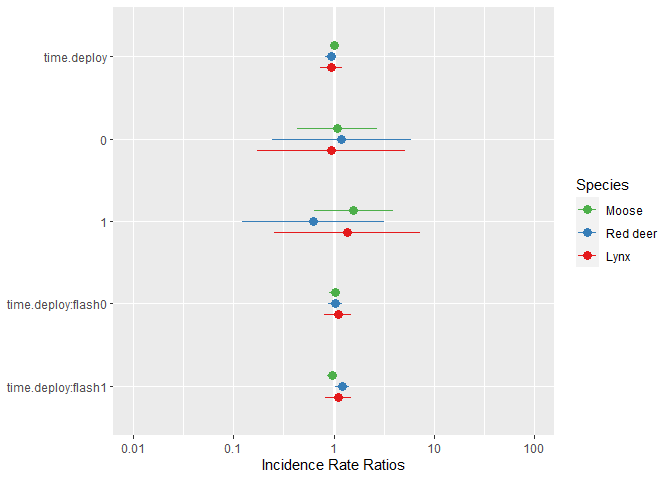 time.deploy
0
1
time.deploy:flash0
time.deploy:flash1
0.01 0.1 1 10 100
Incidence Rate Ratios
Species
Moose
Red deer
Lynx